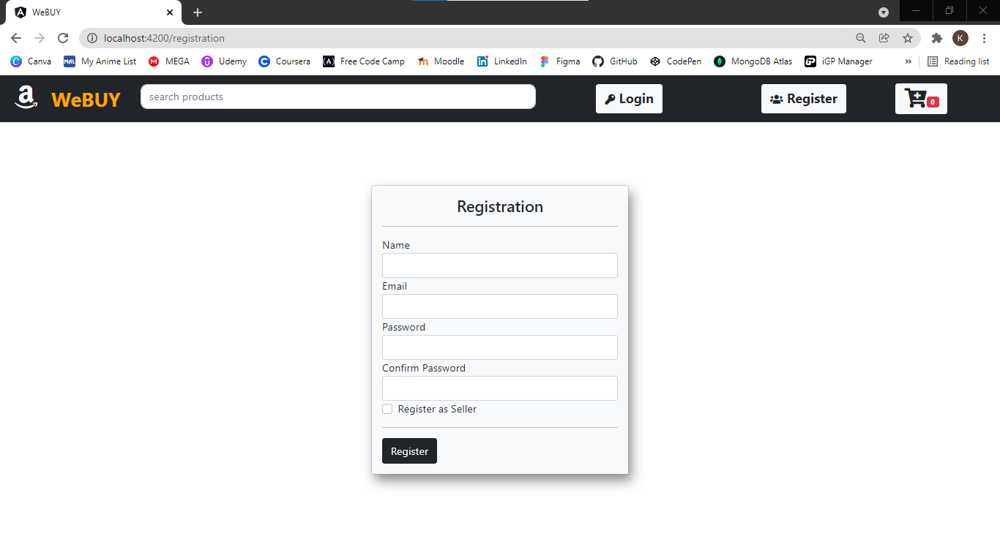 WeBUY
localhost:4200/registration
K
Canva My Anime List MEGA Udemy Coursera Free Code Camp Moodle LinkedIn Figma GitHub CodePen MongoDB Atlas iGP Manager » Reading list
WeBUY search products Login Register 0
Registration
Name
Email
Password
Confirm Password
Register as Seller
Register